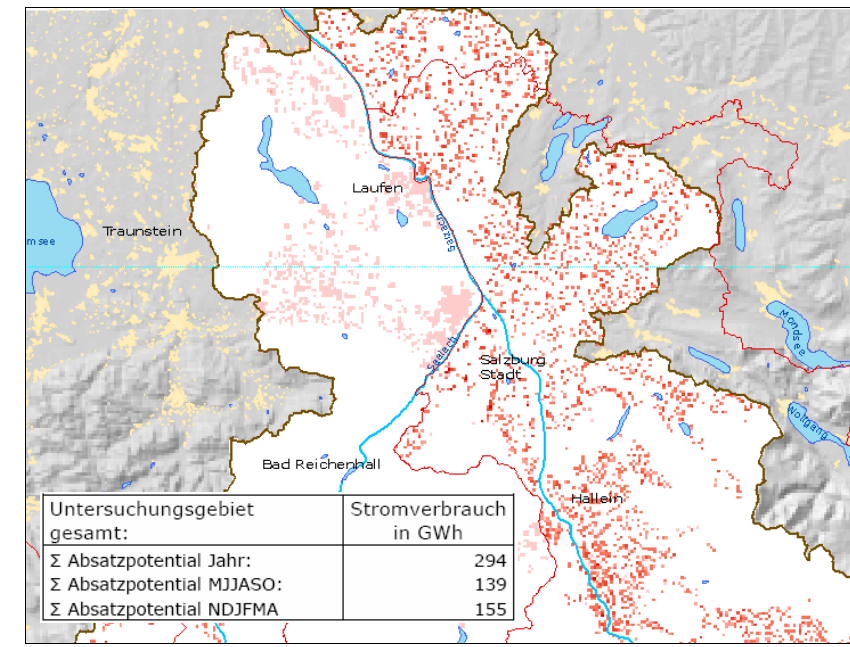 Laufen
Salzach
Traunstein
msee
Mondsee
Saalach
Salzburg
Stadt
Wolfgang
Bad Reichenhall
Hallein
Untersuchungsgebiet
gesamt:
Stromverbrauch
in GWh
Σ Absatzpotential Jahr: 294
Σ Absatzpotential MJJASO: 139
Σ Absatzpotential NDJFMA 155